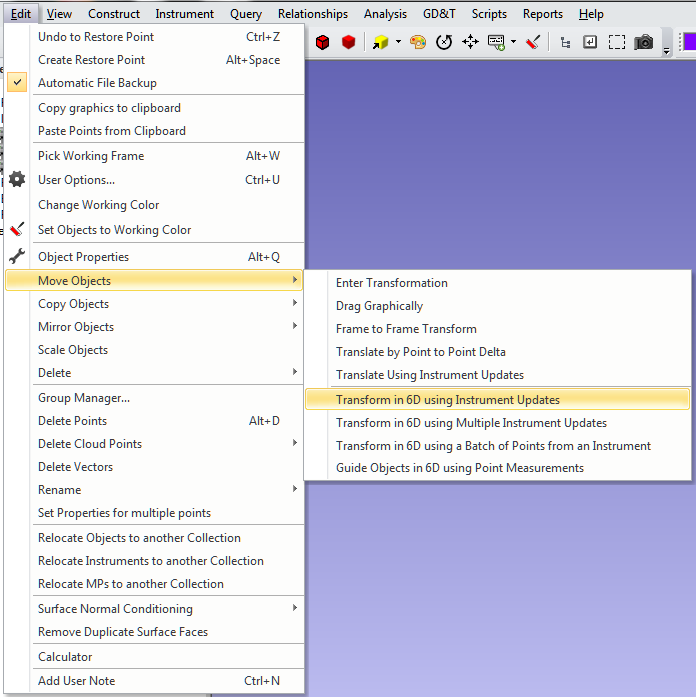 Edit View Construct Instrument Query Relationships Analysis GD&T Scripts Reports Help
Undo to Restore Point Ctrl+Z
Create Restore Point Alt+Space
Automatic File Backup
Copy graphics to clipboard
Paste Points from Clipboard
Pick Working Frame Alt+W
User Options... Ctrl+U
Change Working Color
Set Objects to Working Color
Object Properties Alt+Q
Move Objects
Copy Objects
Mirror Objects
Scale Objects
Delete
Group Manager...
Delete Points Alt+D
Delete Cloud Points
Delete Vectors
Rename
Set Properties for multiple points
Relocate Objects to another Collection
Relocate Instruments to another Collection
Relocate MPs to another Collection
Surface Normal Conditioning
Remove Duplicate Surface Faces
Calculator
Add User Note Ctrl+N
Enter Transformation
Drag Graphically
Frame to Frame Transform
Translate by Point to Point Delta
Translate Using Instrument Updates
Transform in 6D using Instrument Updates
Transform in 6D using Multiple Instrument Updates
Transform in 6D using a Batch of Points from an Instrument
Guide Objects in 6D using Point Measurements